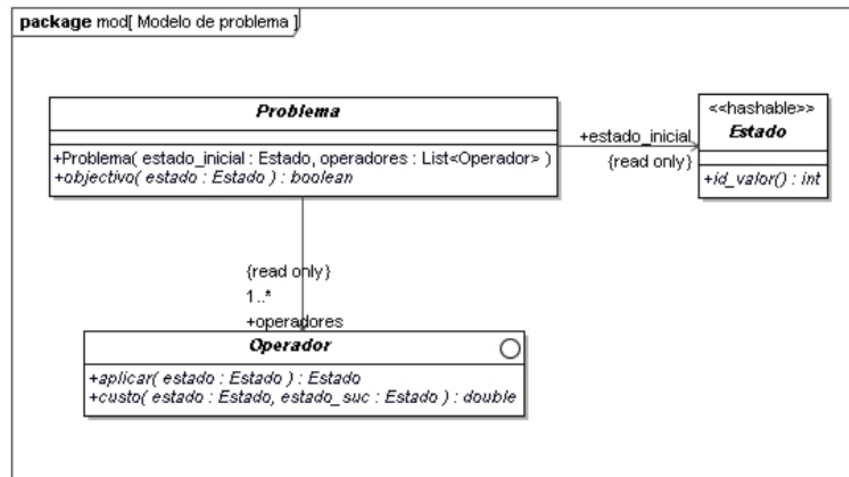 package mod[ Modelo de problema ]
Problema
+Problema( estado_inicial : Estado, operadores : List<Operador> )
+objectivo( estado : Estado ) : boolean
+estado_inicial
{read only}
<<hashable>>
Estado
+id_valor() : int
{read only}
1..*
+operadores
Operador
+aplicar( estado : Estado ) : Estado
+custo( estado : Estado, estado_suc : Estado ) : double